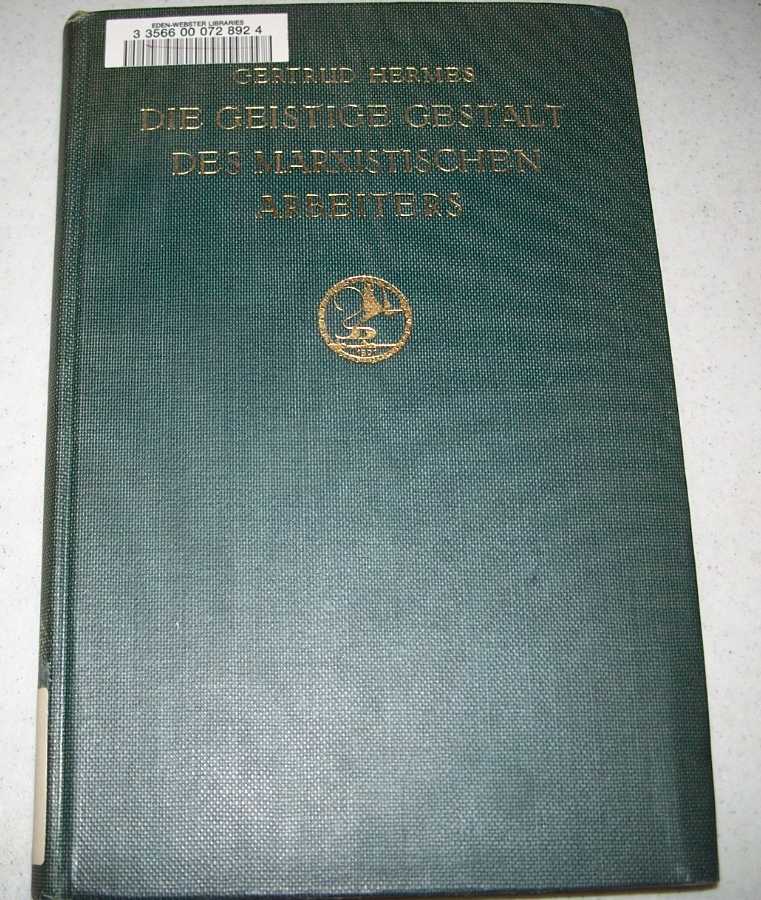 EDEN-WEBSTER LIBRARIES
3 3566 00 072 892 4
GERTRUD HERMES
DIE GEISTIGE GESTALT
DES MARXISTISCHEN
ARBEITERS